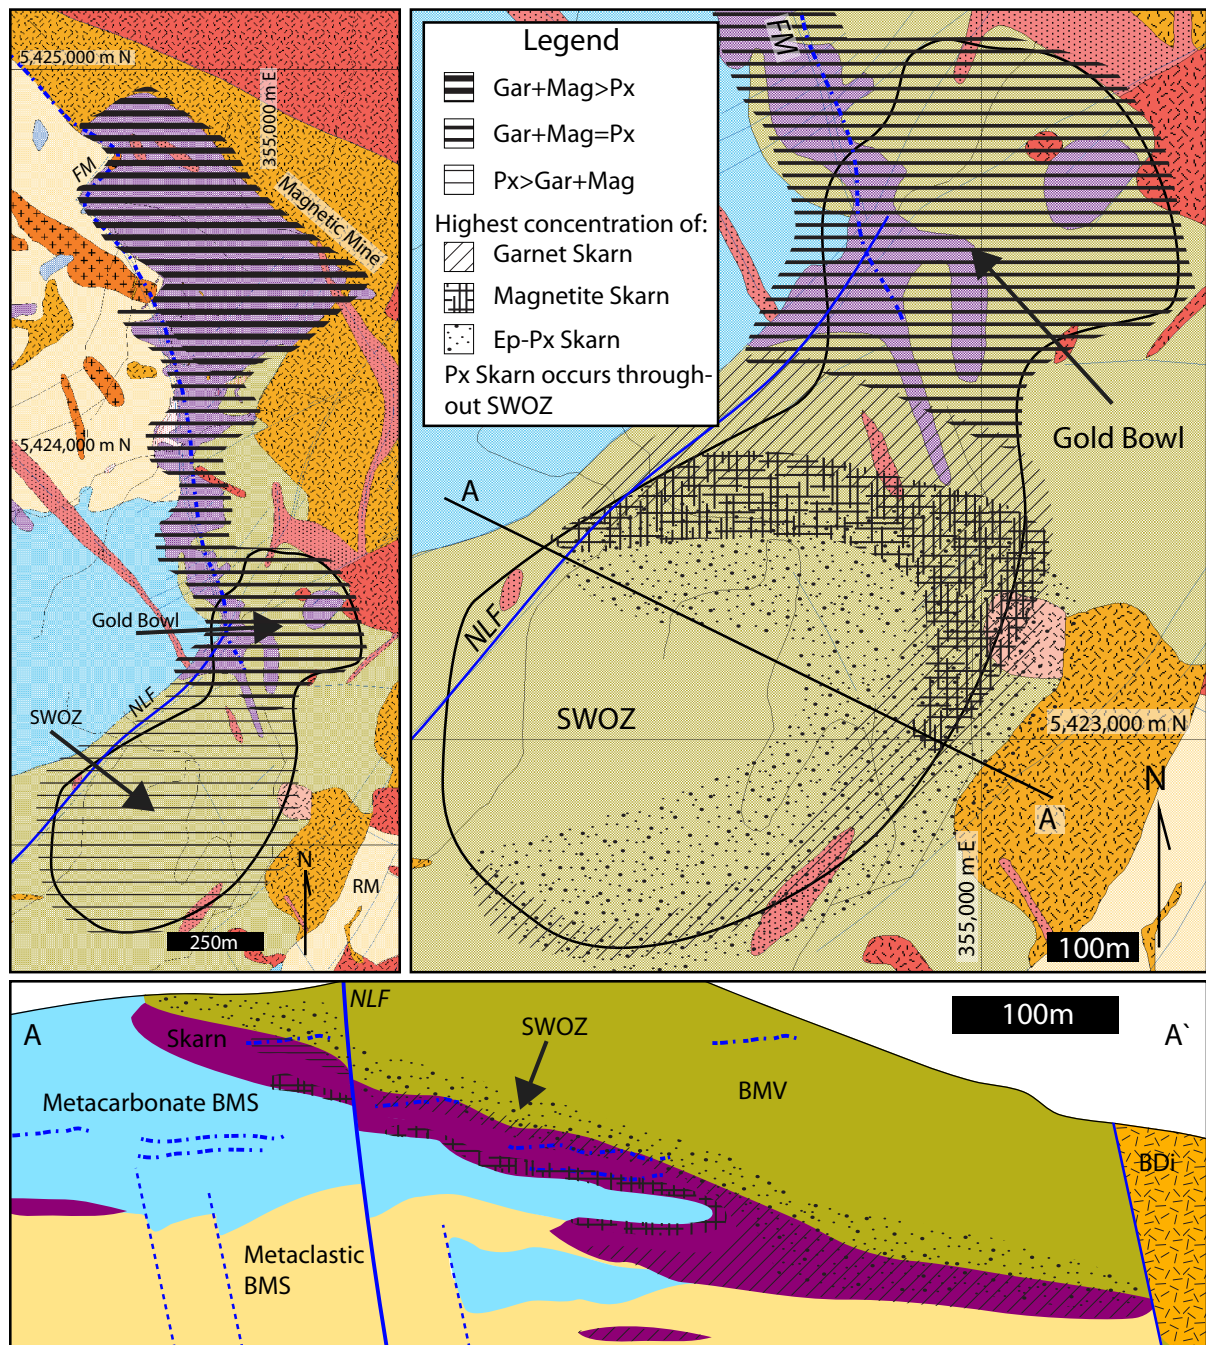 5,425,000 m N
355,000 m E
FM
Magnetic Mine
5,424,000 m N
Gold Bowl
NLF
SWOZ
N
RM
250m
FM
Legend
Gar+Mag>Px
Gar+Mag=Px
Px>Gar+Mag
Highest concentration of:
Garnet Skarn
Magnetite Skarn
Ep-Px Skarn
Px Skarn occurs through-
out SWOZ
Gold Bowl
A
NLF
SWOZ
5,423,000 m N
N
A`
355,000 m E
100m
A
NLF
100m
A`
Skarn
SWOZ
Metacarbonate BMS
BMV
BDi
Metaclastic
BMS